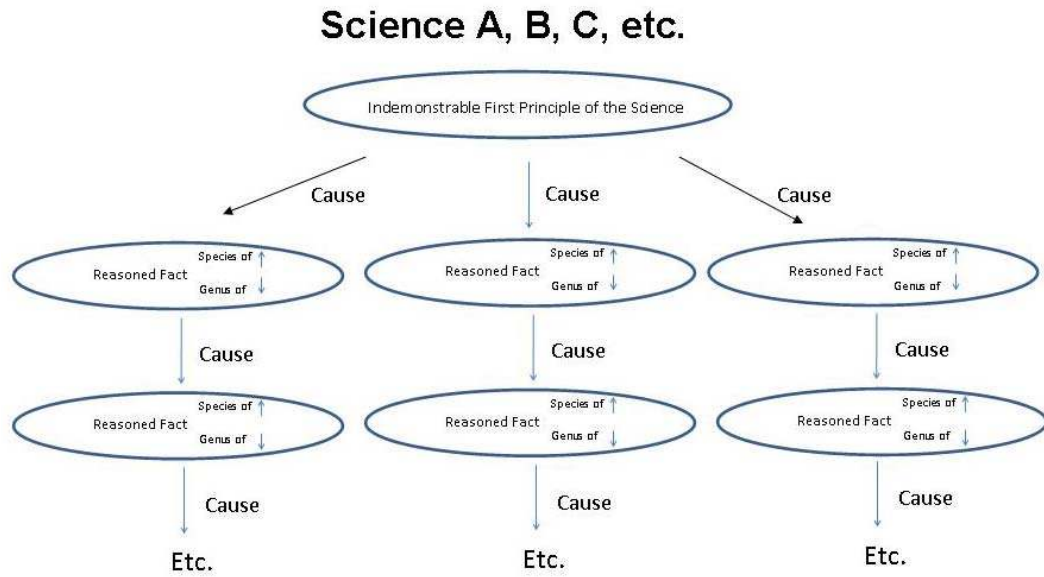 Science A, B, C, etc.
Indemonstrable First Principle of the Science
Cause
Cause
Cause
Reasoned Fact
Species of ↑
Genus of ↓
Reasoned Fact
Species of ↑
Genus of ↓
Reasoned Fact
Species of ↑
Genus of ↓
Cause
Cause
Cause
Reasoned Fact
Species of ↑
Genus of ↓
Reasoned Fact
Species of ↑
Genus of ↓
Reasoned Fact
Species of ↑
Genus of ↓
Cause
Cause
Cause
Etc.
Etc.
Etc.